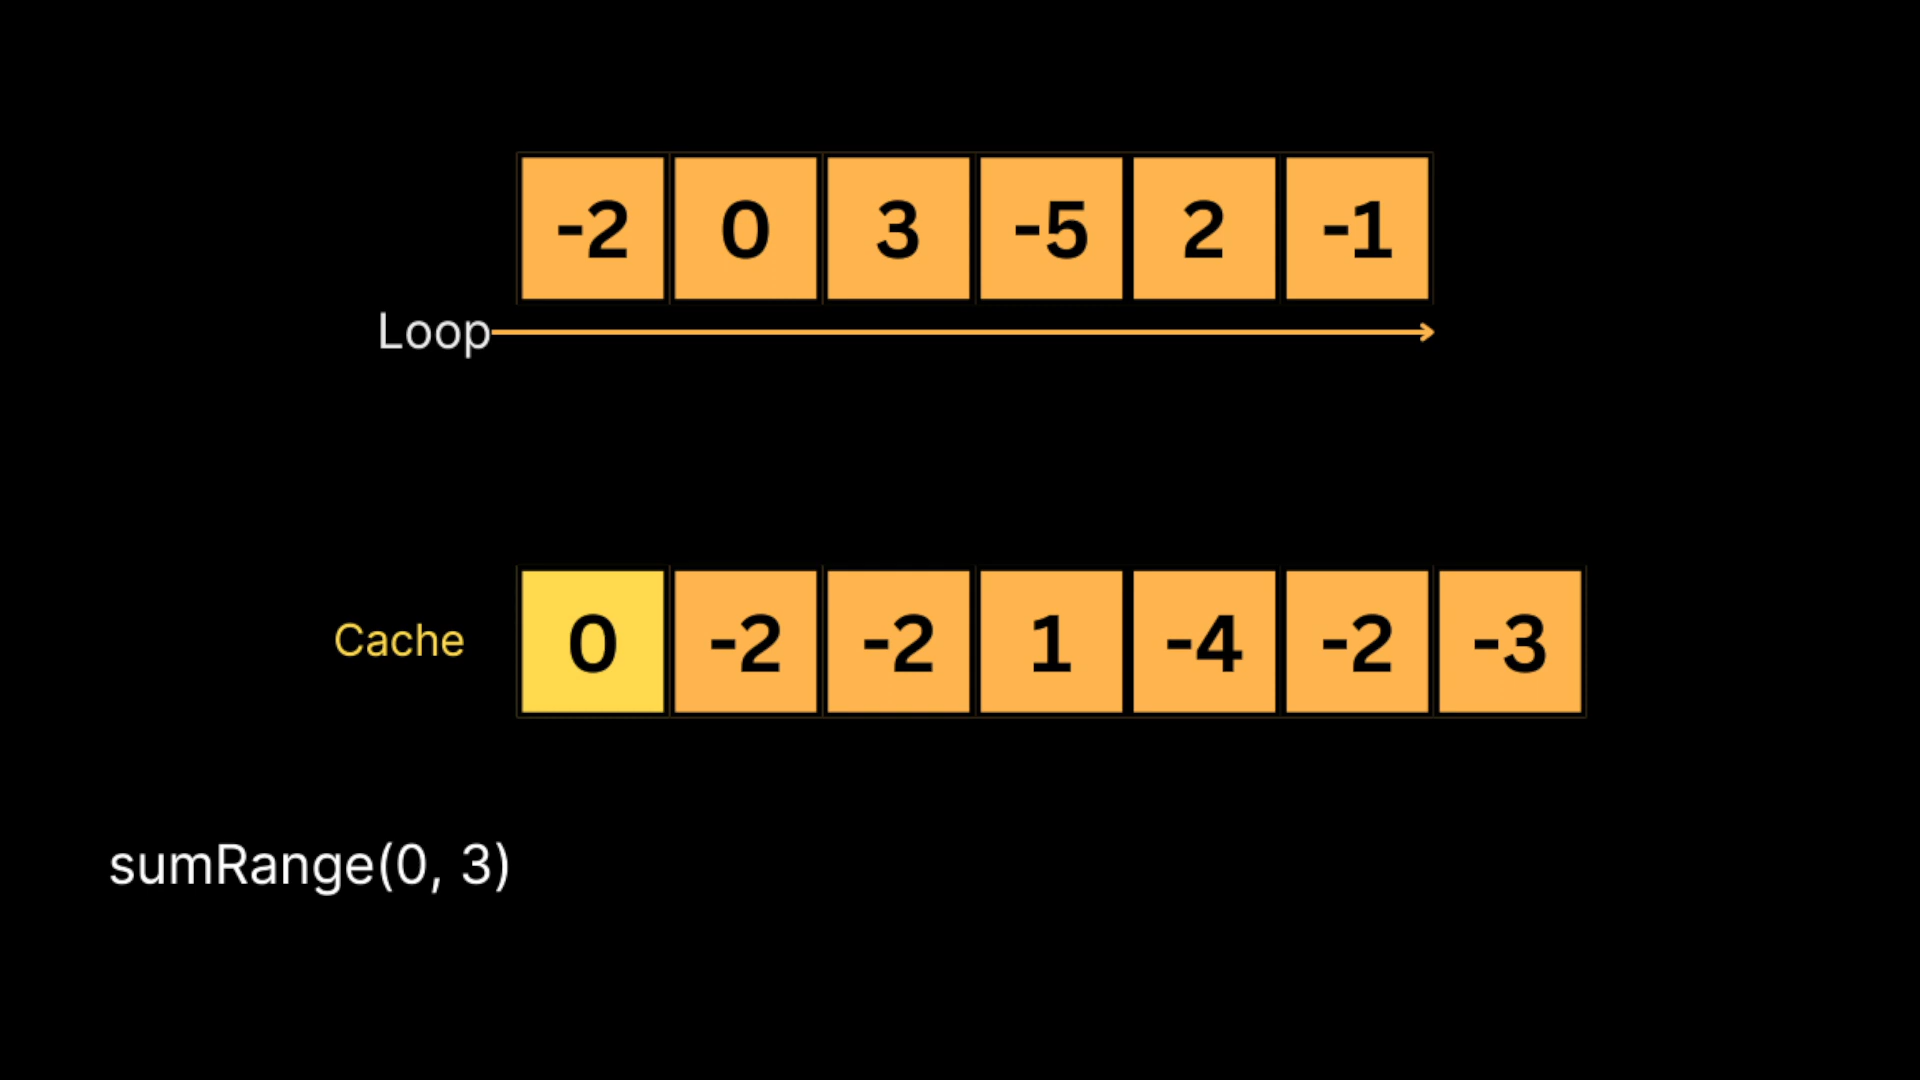 -2 0 3 -5 2 -1
Loop
Cache 0 -2 -2 1 -4 -2 -3
sumRange(0, 3)